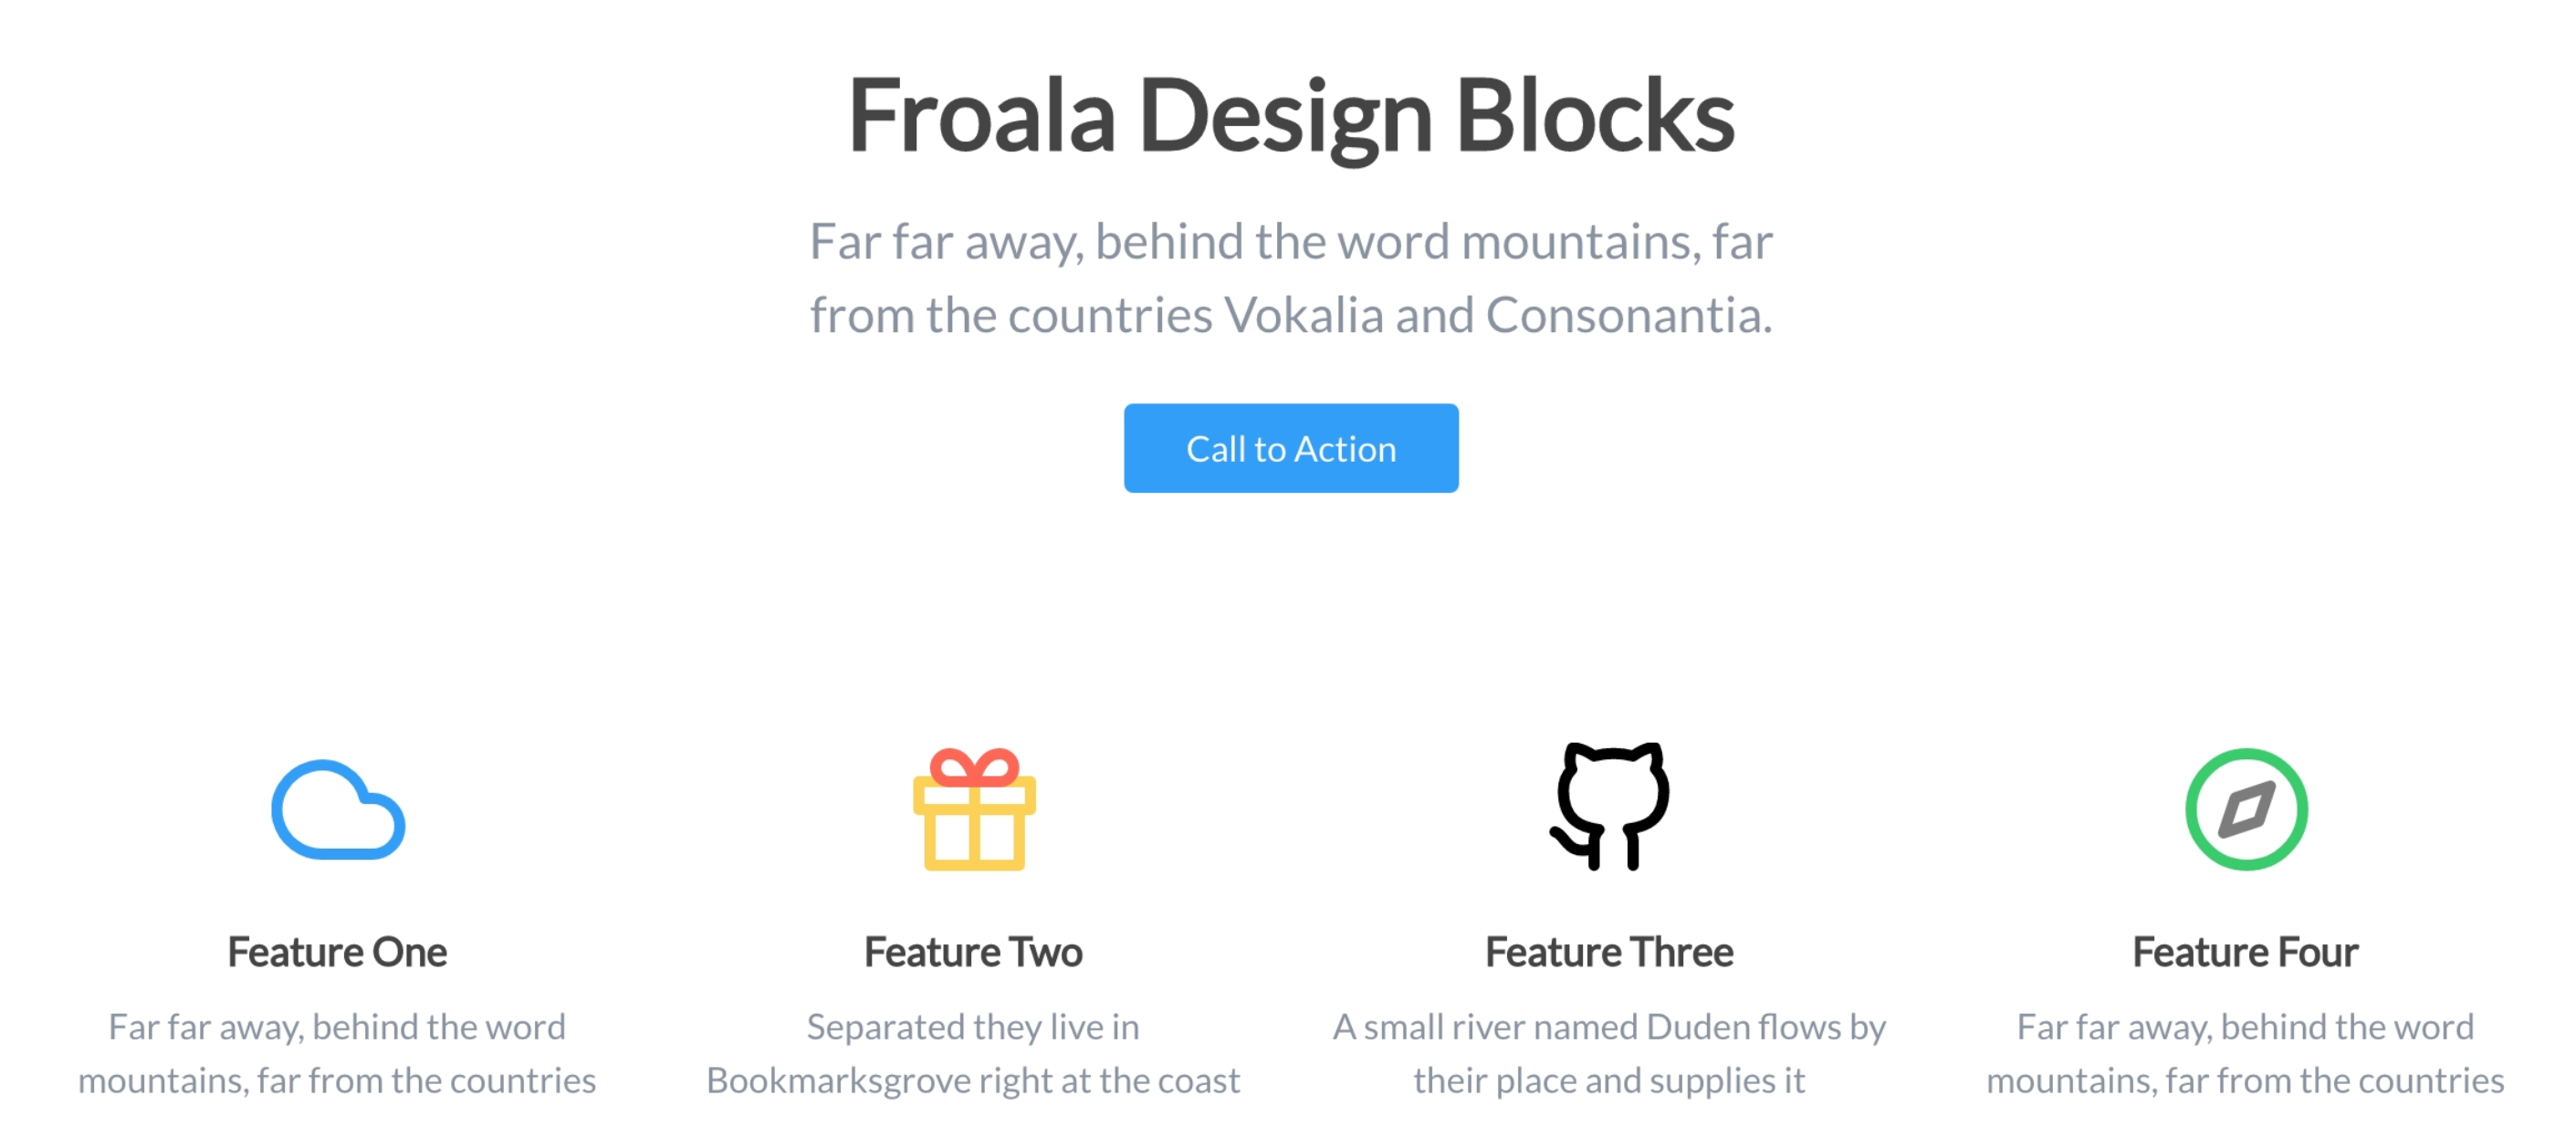 Froala Design Blocks
Far far away, behind the word mountains, far
from the countries Vokalia and Consonantia.
Call to Action
Feature One
Far far away, behind the word
mountains, far from the countries
Feature Two
Separated they live in
Bookmarksgrove right at the coast
Feature Three
A small river named Duden flows by
their place and supplies it
Feature Four
Far far away, behind the word
mountains, far from the countries